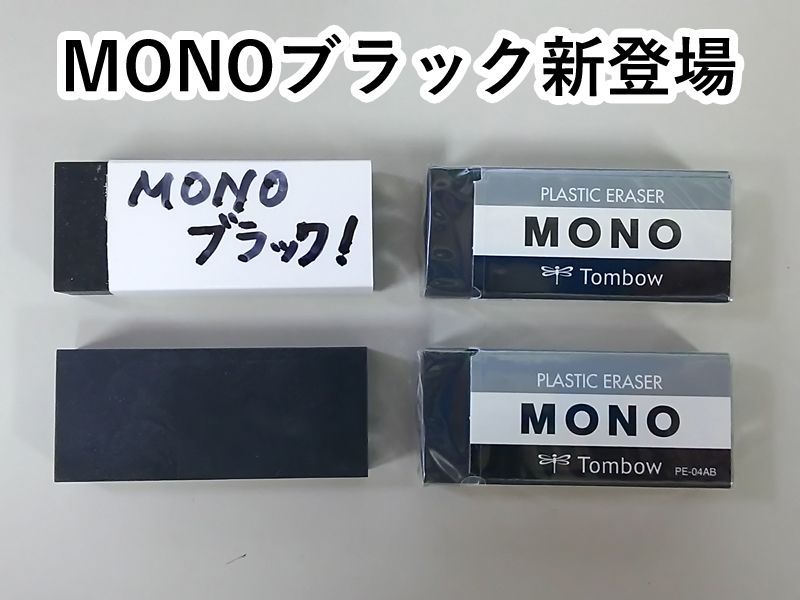 MONOブラック新登場
MONO
ブラック!
PLASTIC ERASER
MONO
Tombow
PLASTIC ERASER
MONO
Tombow PE-04AB